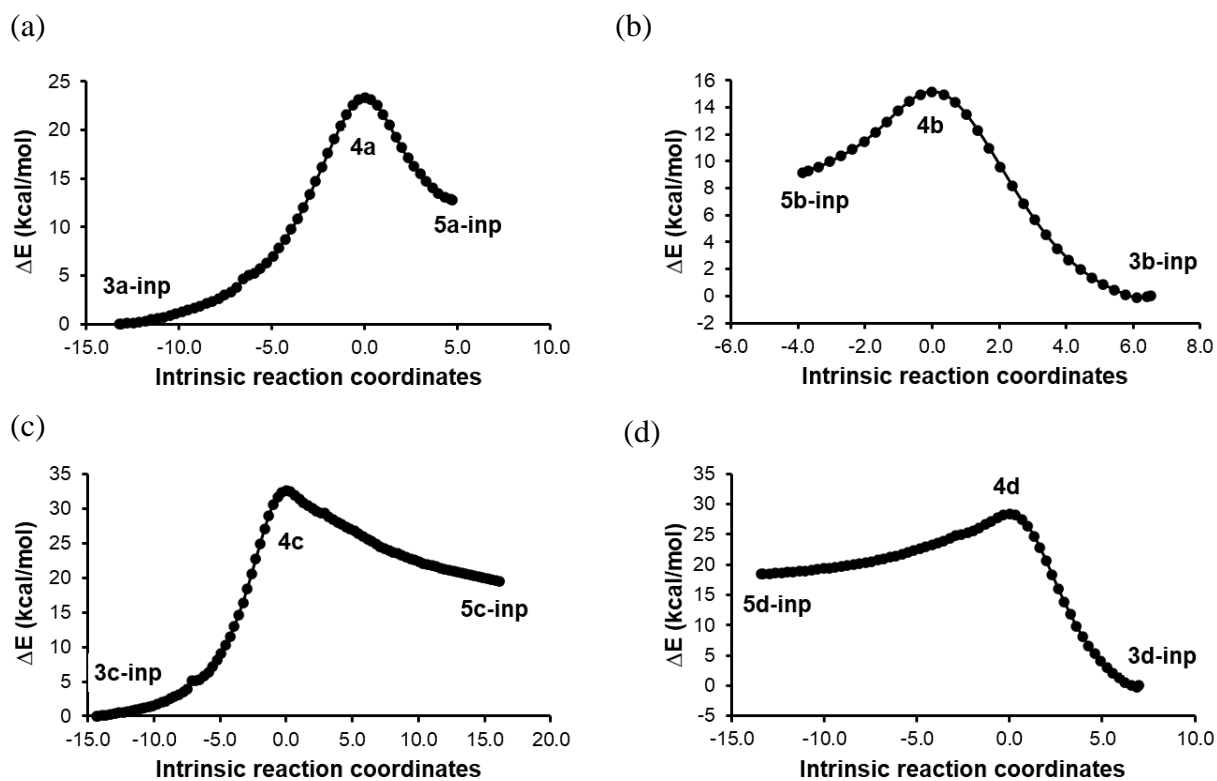 (a)
25
20
15
10
5
0
ΔE (kcal/mol)
4a
3a-inp
5a-inp
-15.0 -10.0 -5.0 0.0 5.0 10.0
Intrinsic reaction coordinates
(b)
16
14
12
10
8
6
4
2
0
-2
ΔE (kcal/mol)
4b
5b-inp
3b-inp
-6.0 -4.0 -2.0 0.0 2.0 4.0 6.0 8.0
Intrinsic reaction coordinates
(c)
35
30
25
20
15
10
5
0
ΔE (kcal/mol)
4c
3c-inp
5c-inp
-15.0 -10.0 -5.0 0.0 5.0 10.0 15.0 20.0
Intrinsic reaction coordinates
(d)
35
30
25
20
15
10
5
0
-5
ΔE (kcal/mol)
4d
5d-inp
3d-inp
-15.0 -10.0 -5.0 0.0 5.0 10.0
Intrinsic reaction coordinates